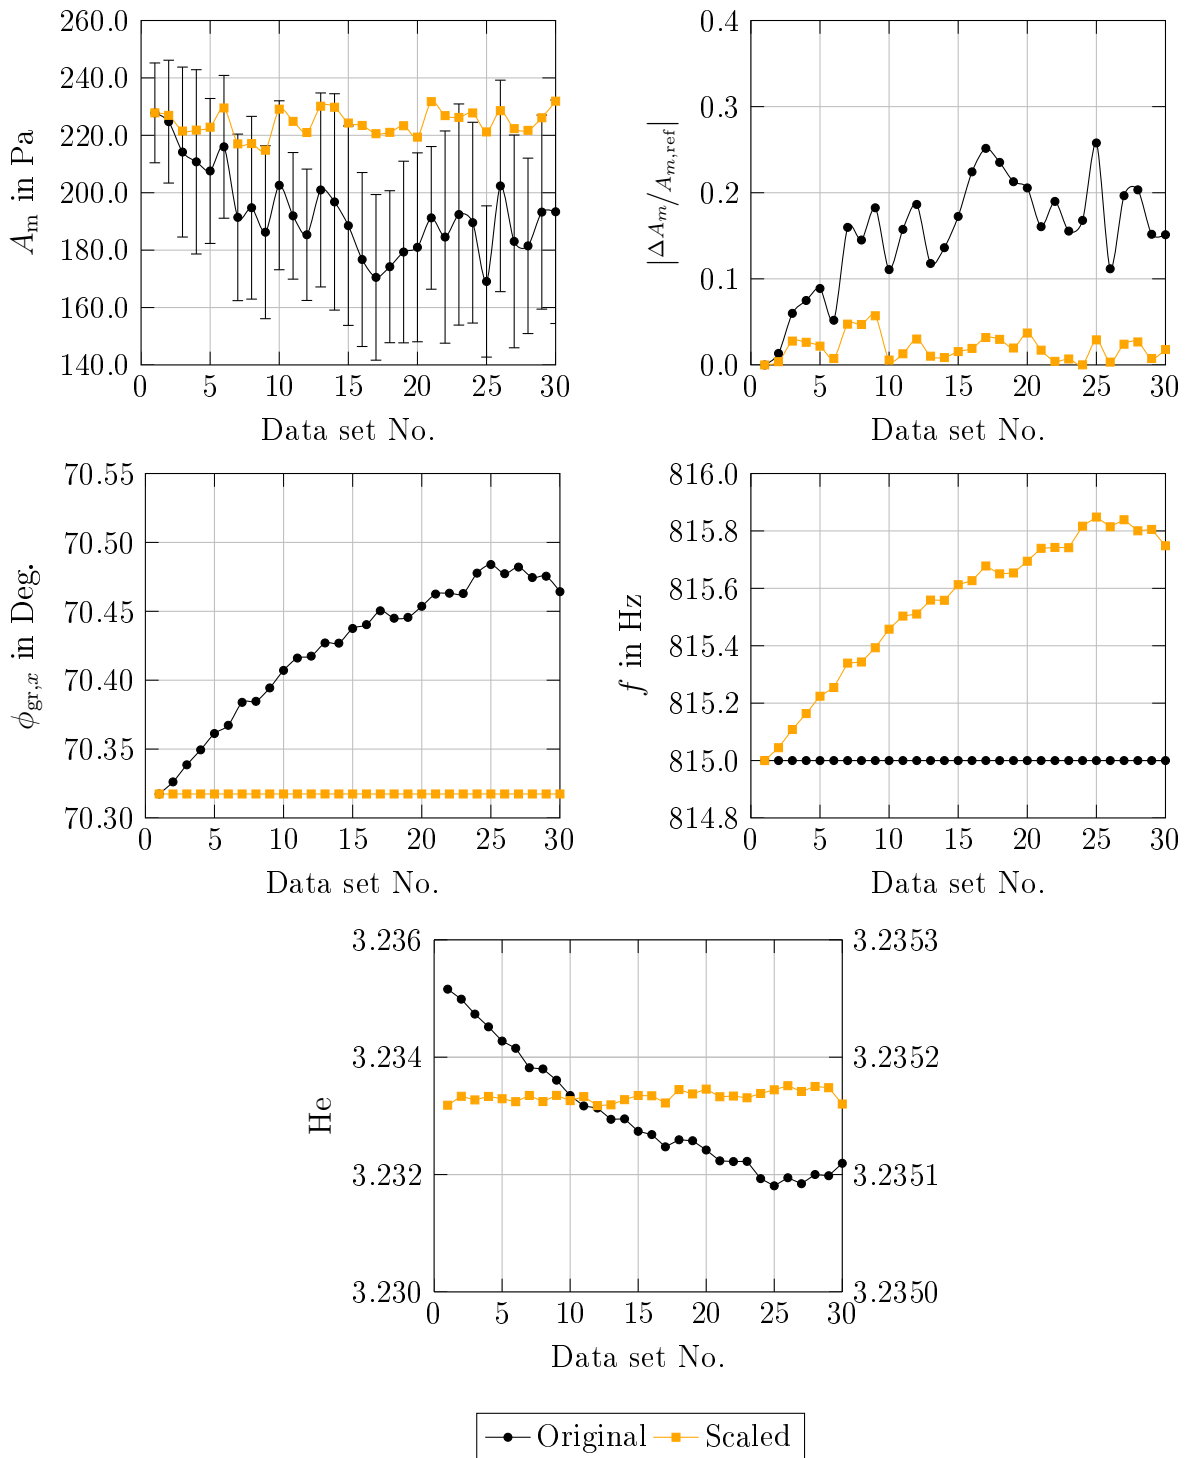 260.0
240.0
220.0
200.0
180.0
160.0
140.0
0 5 10 15 20 25 30
Data set No.
A_m in Pa
0.4
0.3
0.2
0.1
0.0
0 5 10 15 20 25 30
Data set No.
|ΔA_m/A_{m,ref}|
70.55
70.50
70.45
70.40
70.35
70.30
0 5 10 15 20 25 30
Data set No.
ϕ_{gr,x} in Deg.
816.0
815.8
815.6
815.4
815.2
815.0
814.8
0 5 10 15 20 25 30
Data set No.
f in Hz
3.236
3.234
3.232
3.230
3.2353
3.2352
3.2351
3.2350
0 5 10 15 20 25 30
Data set No.
He
Original Scaled